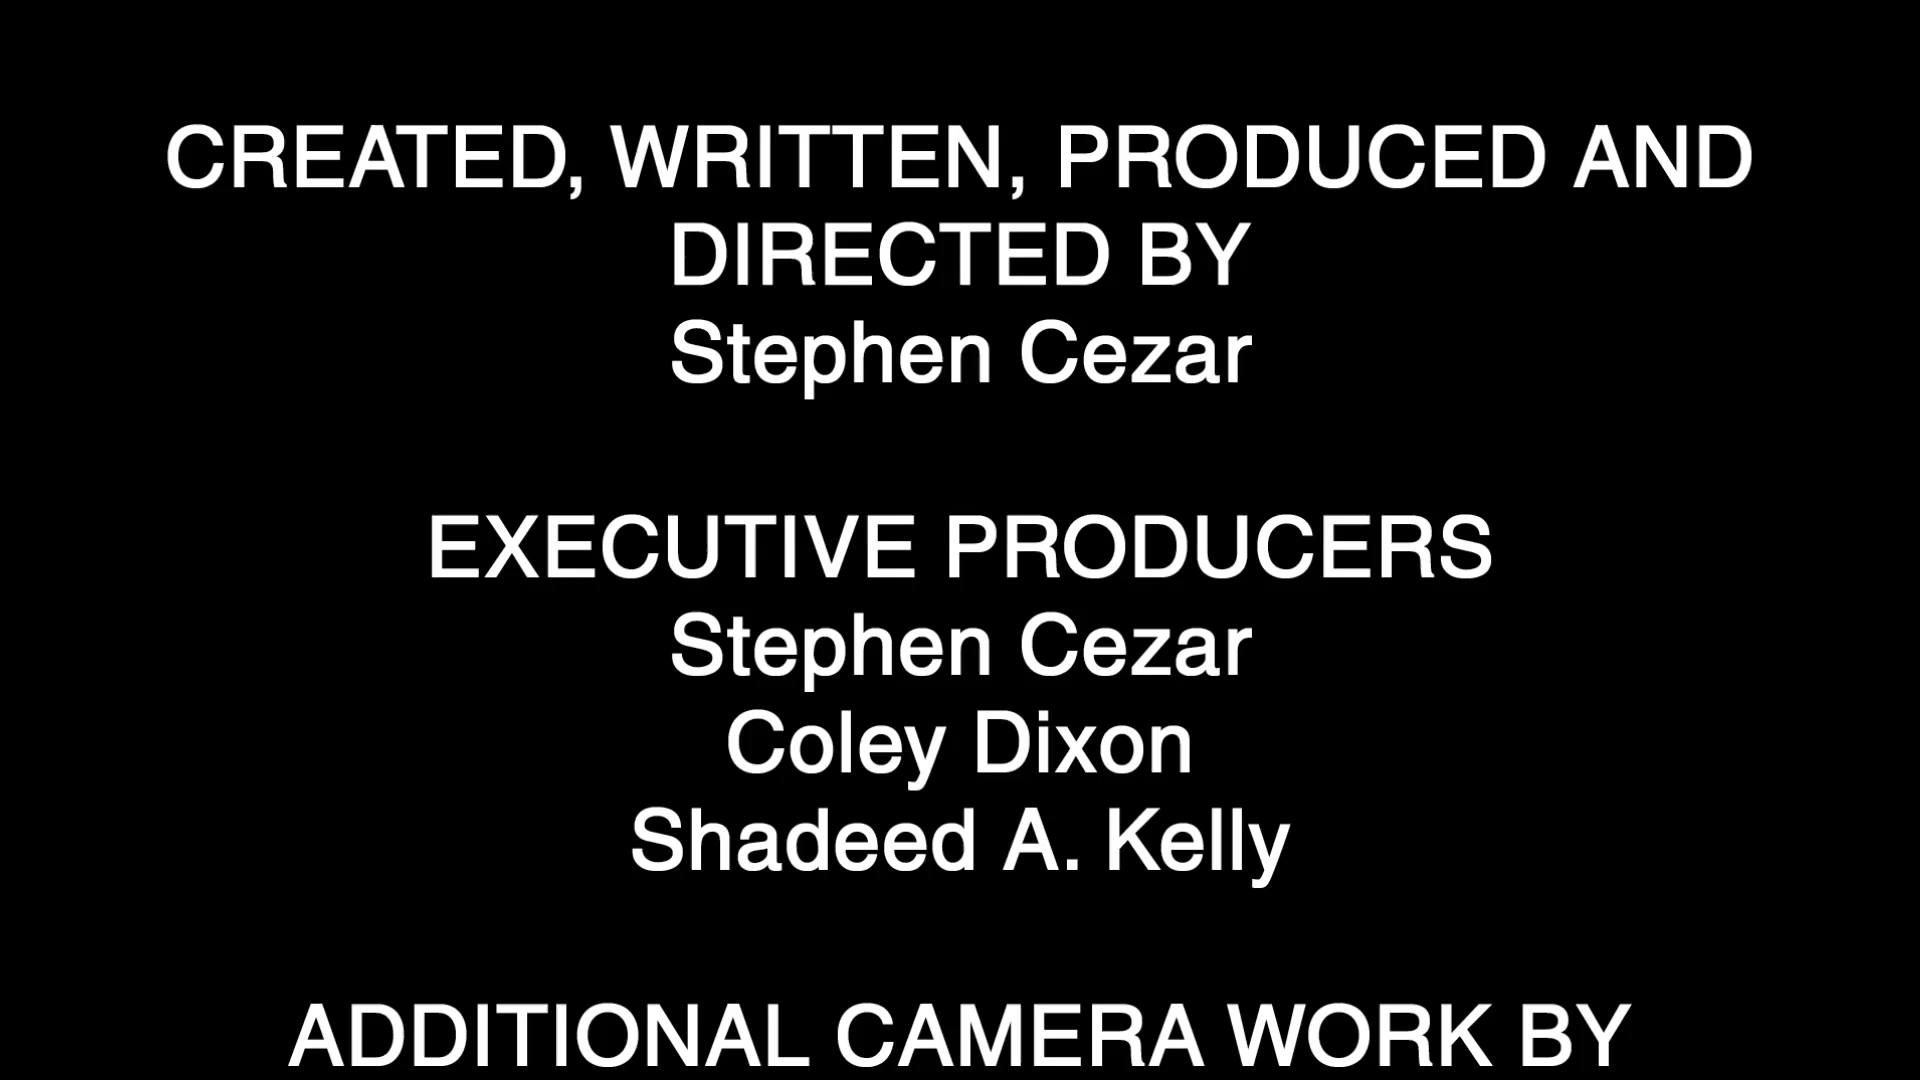 CREATED, WRITTEN, PRODUCED AND
DIRECTED BY
Stephen Cezar
EXECUTIVE PRODUCERS
Stephen Cezar
Coley Dixon
Shadeed A. Kelly
ADDITIONAL CAMERA WORK BY